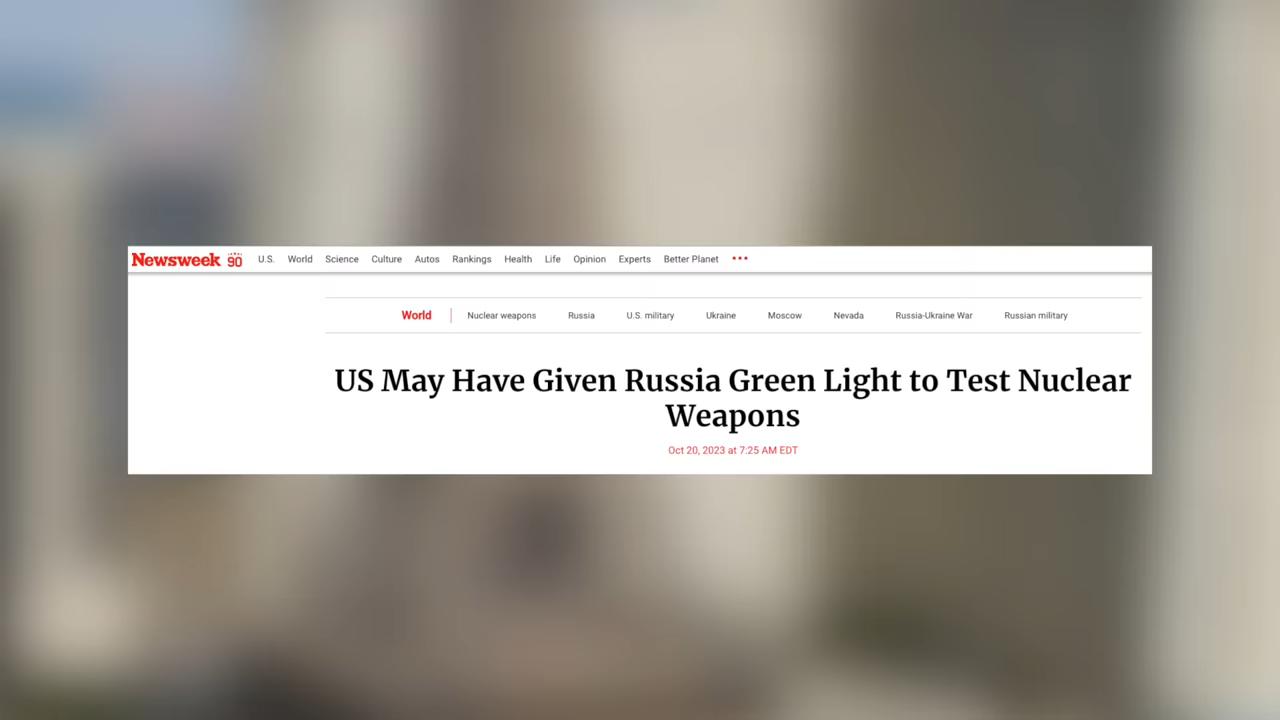 Newsweek 90 U.S. World Science Culture Autos Rankings Health Life Opinion Experts Better Planet
World Nuclear weapons Russia U.S. military Ukraine Moscow Nevada Russia-Ukraine War Russian military
US May Have Given Russia Green Light to Test Nuclear
Weapons
Oct 20, 2023 at 7:25 AM EDT